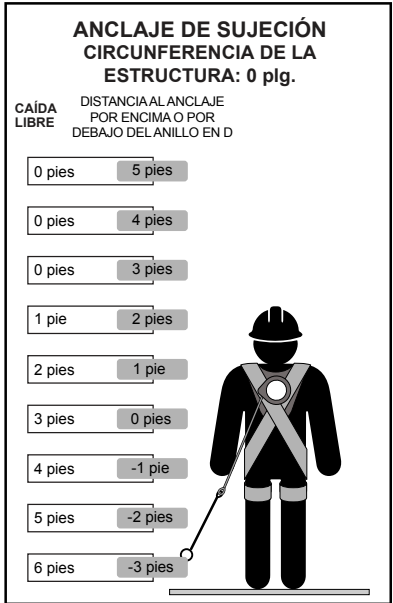 ANCLAJE DE SUJECIÓN
CIRCUNFERENCIA DE LA
ESTRUCTURA: 0 plg.
CAÍDA
LIBRE
DISTANCIA AL ANCLAJE
POR ENCIMA O POR
DEBAJO DEL ANILLO EN D
0 pies 5 pies
0 pies 4 pies
0 pies 3 pies
1 pie 2 pies
2 pies 1 pie
3 pies 0 pies
4 pies -1 pie
5 pies -2 pies
6 pies -3 pies